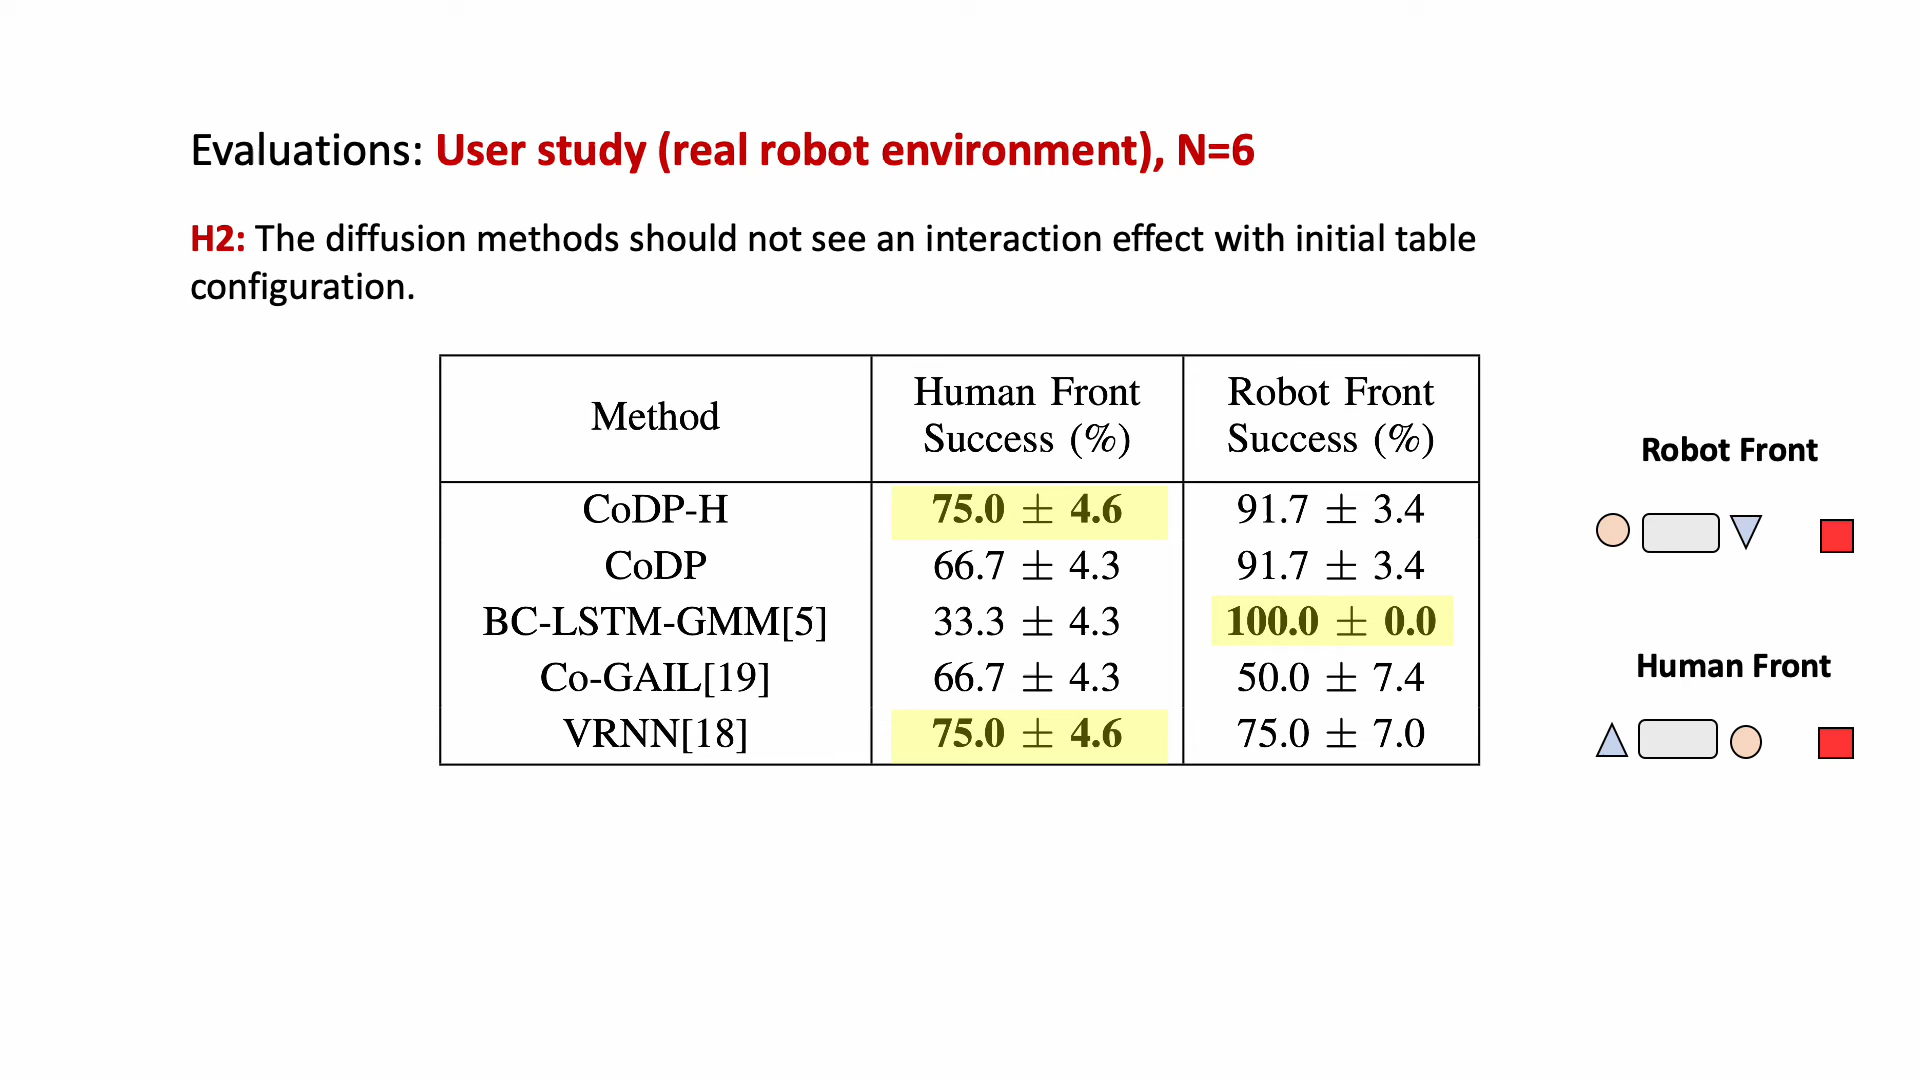 Evaluations: User study (real robot environment), N=6
H2: The diffusion methods should not see an interaction effect with initial table
configuration.
Method
Human Front
Success (%)
Robot Front
Success (%)
CoDP-H 75.0 ± 4.6 91.7 ± 3.4
CoDP 66.7 ± 4.3 91.7 ± 3.4
BC-LSTM-GMM[5] 33.3 ± 4.3 100.0 ± 0.0
Co-GAIL[19] 66.7 ± 4.3 50.0 ± 7.4
VRNN[18] 75.0 ± 4.6 75.0 ± 7.0
Robot Front
Human Front